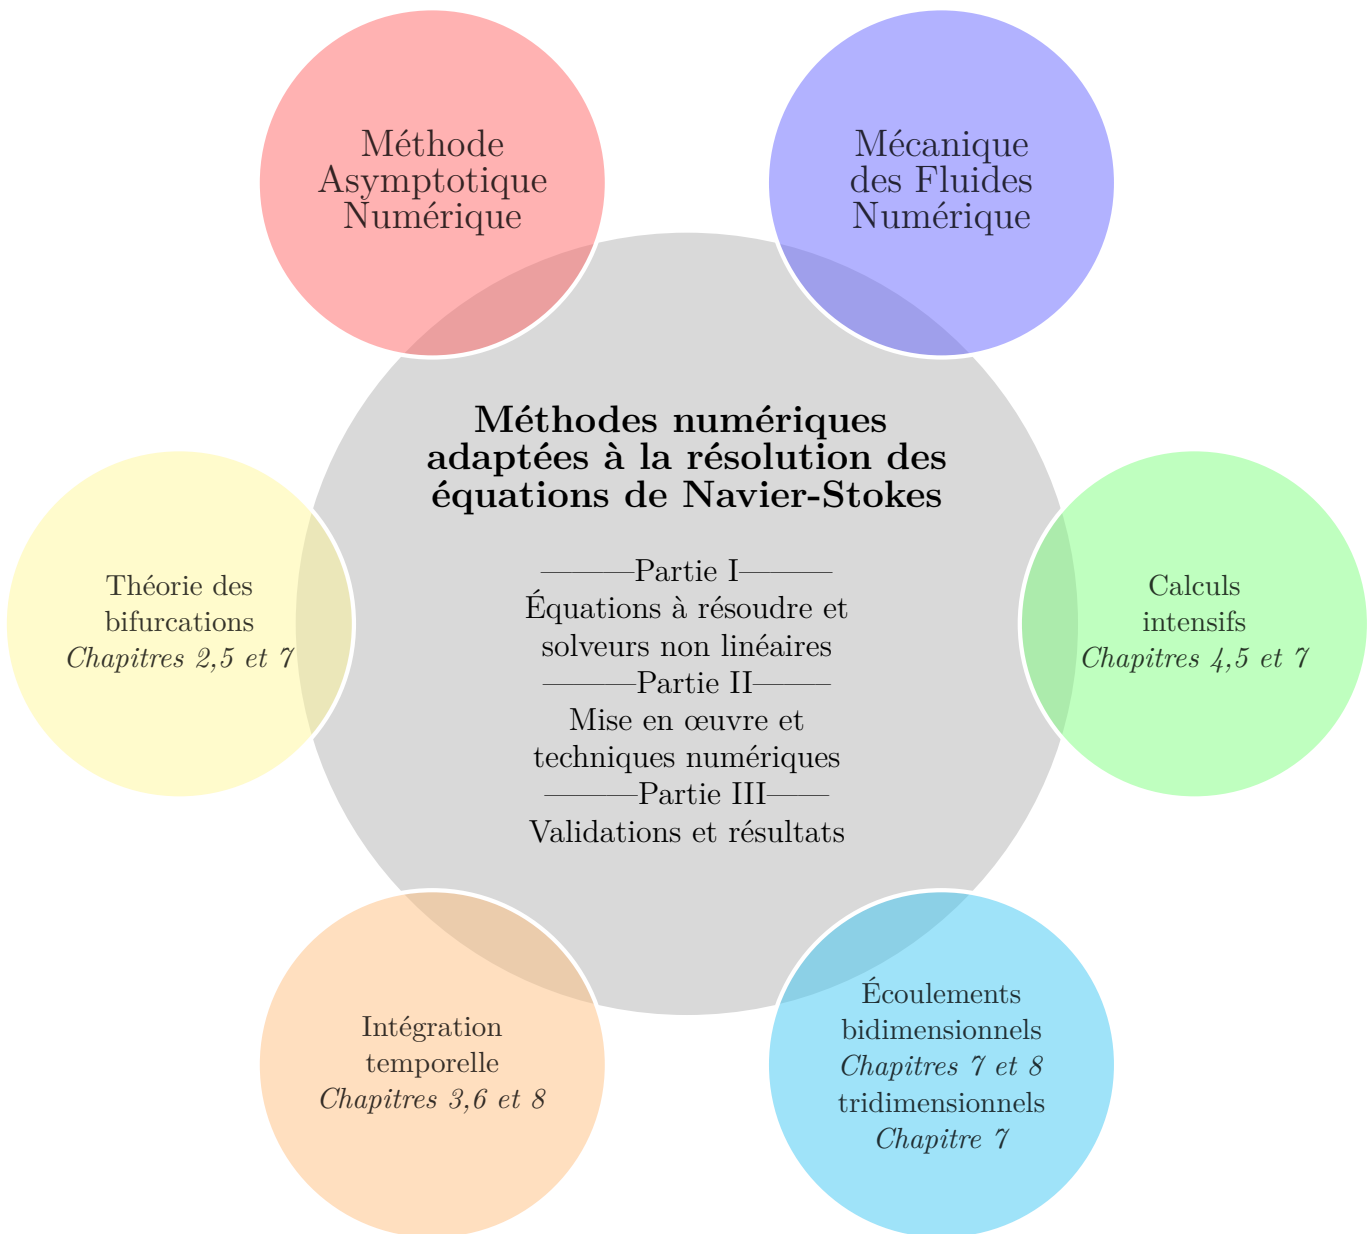 Méthode
Asymptotique
Numérique
Mécanique
des Fluides
Numérique
Méthodes numériques
adaptées à la résolution des
équations de Navier-Stokes
———Partie I———
Équations à résoudre et
solveurs non linéaires
———Partie II——–
Mise en œuvre et
techniques numériques
———Partie III——
Validations et résultats
Théorie des
bifurcations
Chapitres 2,5 et 7
Calculs
intensifs
Chapitres 4,5 et 7
Intégration
temporelle
Chapitres 3,6 et 8
Écoulements
bidimensionnels
Chapitres 7 et 8
tridimensionnels
Chapitre 7